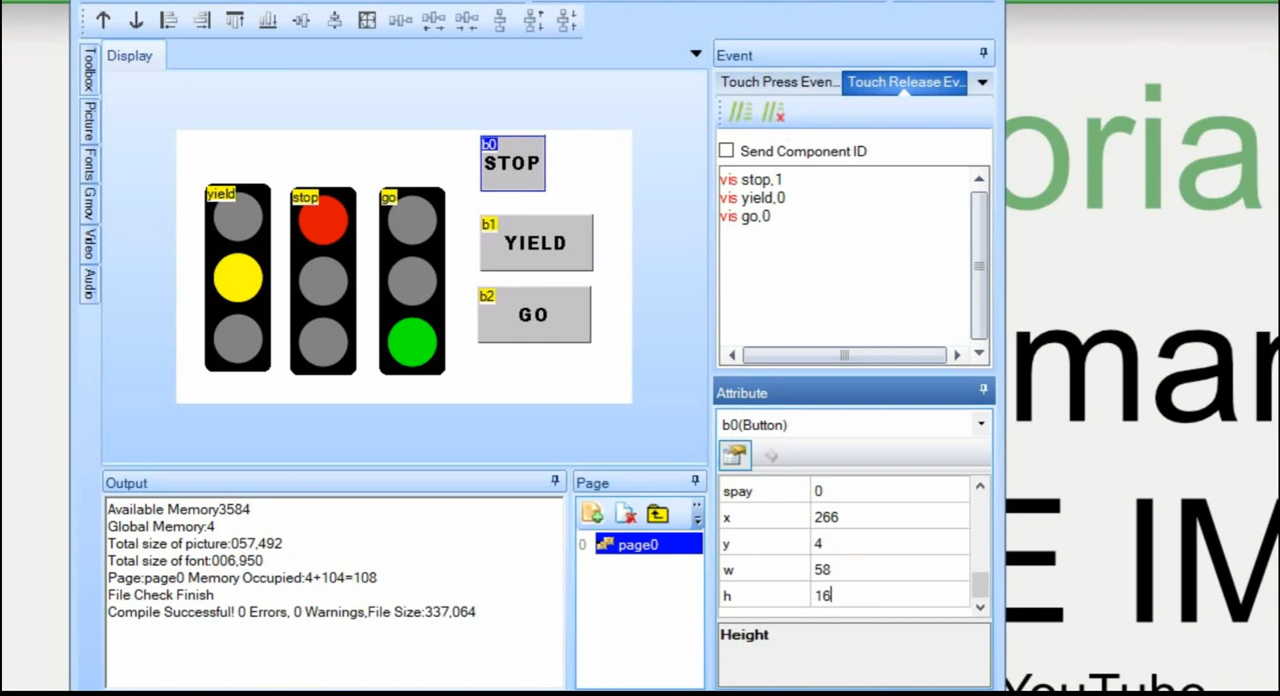 Display
Toolbox
Picture
Fonts
Gmov
Video
Audio
yield
stop
go
b0
STOP
b1
YIELD
b2
GO
Event
Touch Press Even...
Touch Release Ev..
Send Component ID
vis stop,1
vis yield,0
vis go,0
Attribute
b0(Button)
spay 0
x 266
y 4
w 58
h 16
Height
Output
Available Memory3584
Global Memory:4
Total size of picture:057,492
Total size of font:006,950
Page:page0 Memory Occupied:4+104=108
File Check Finish
Compile Successful! 0 Errors, 0 Warnings,File Size:337,064
Page
0 page0
oria
mar
E IM
YouTube